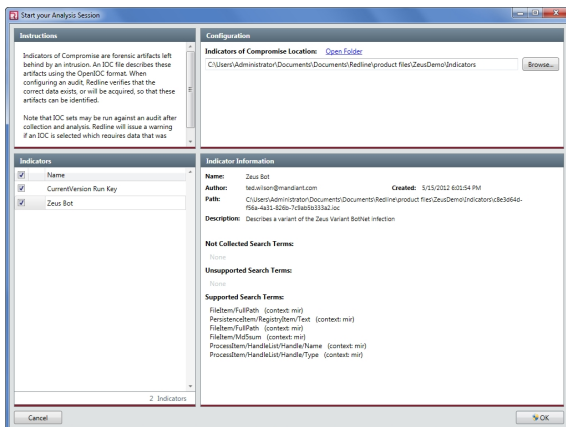 Start your Analysis Session
Instructions
Indicators of Compromise are forensic artifacts left
behind by an intrusion. An IOC file describes these
artifacts using the OpenIOC format. When
configuring an audit, Redline verifies that the
correct data exists, or will be acquired, so that these
artifacts can be identified.
Note that IOC sets may be run against an audit after
collection and analysis. Redline will issue a warning
if an IOC is selected which requires data that was
Configuration
Indicators of Compromise Location: Open Folder
C:\Users\Administrator\Documents\Documents\Redline\product files\ZeusDemo\Indicators
Browse...
Indicators
Name
CurrentVersion Run Key
Zeus Bot
2 Indicators
Indicator Information
Name: Zeus Bot
Author: ted.wilson@mandiant.com Created: 5/15/2012 6:01:54 PM
Path: C:\Users\Administrator\Documents\Documents\Redline\product files\ZeusDemo\Indicators\c8e3d64d-
f56a-4a31-826b-7c9ab5b333a2.ioc
Description: Describes a variant of the Zeus Variant BotNet infection
Not Collected Search Terms:
None
Unsupported Search Terms:
None
Supported Search Terms:
FileItem/FullPath (context: mir)
PersistenceItem/RegistryItem/Text (context: mir)
FileItem/FullPath (context: mir)
FileItem/Md5sum (context: mir)
ProcessItem/HandleList/Handle/Name (context: mir)
ProcessItem/HandleList/Handle/Type (context: mir)
Cancel
OK